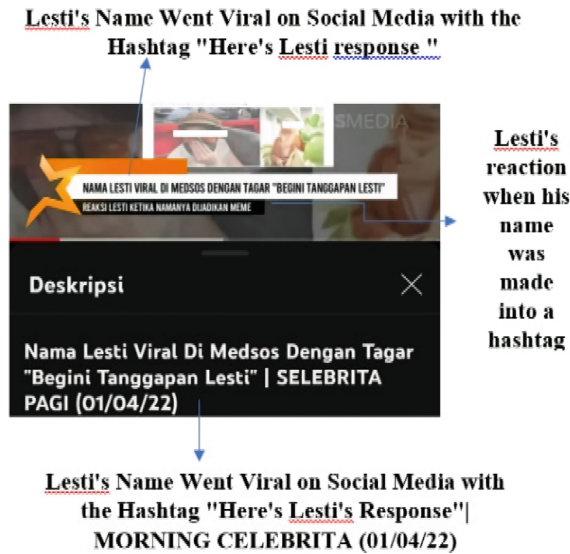 Lesti's Name Went Viral on Social Media with the
Hashtag "Here's Lesti response "
SMEDIA
NAMA LESTI VIRAL DI MEDSOS DENGAN TAGAR "BEGINI TANGGAPAN LESTI"
REAKSI LESTI KETIKA NAMANYA DIJADIKAN MEME
Lesti's
reaction
when his
name
was
made
into a
hashtag
Deskripsi
Nama Lesti Viral Di Medsos Dengan Tagar
"Begini Tanggapan Lesti" | SELEBRITA
PAGI (01/04/22)
Lesti's Name Went Viral on Social Media with
the Hashtag "Here's Lesti's Response"|
MORNING CELEBRITA (01/04/22)